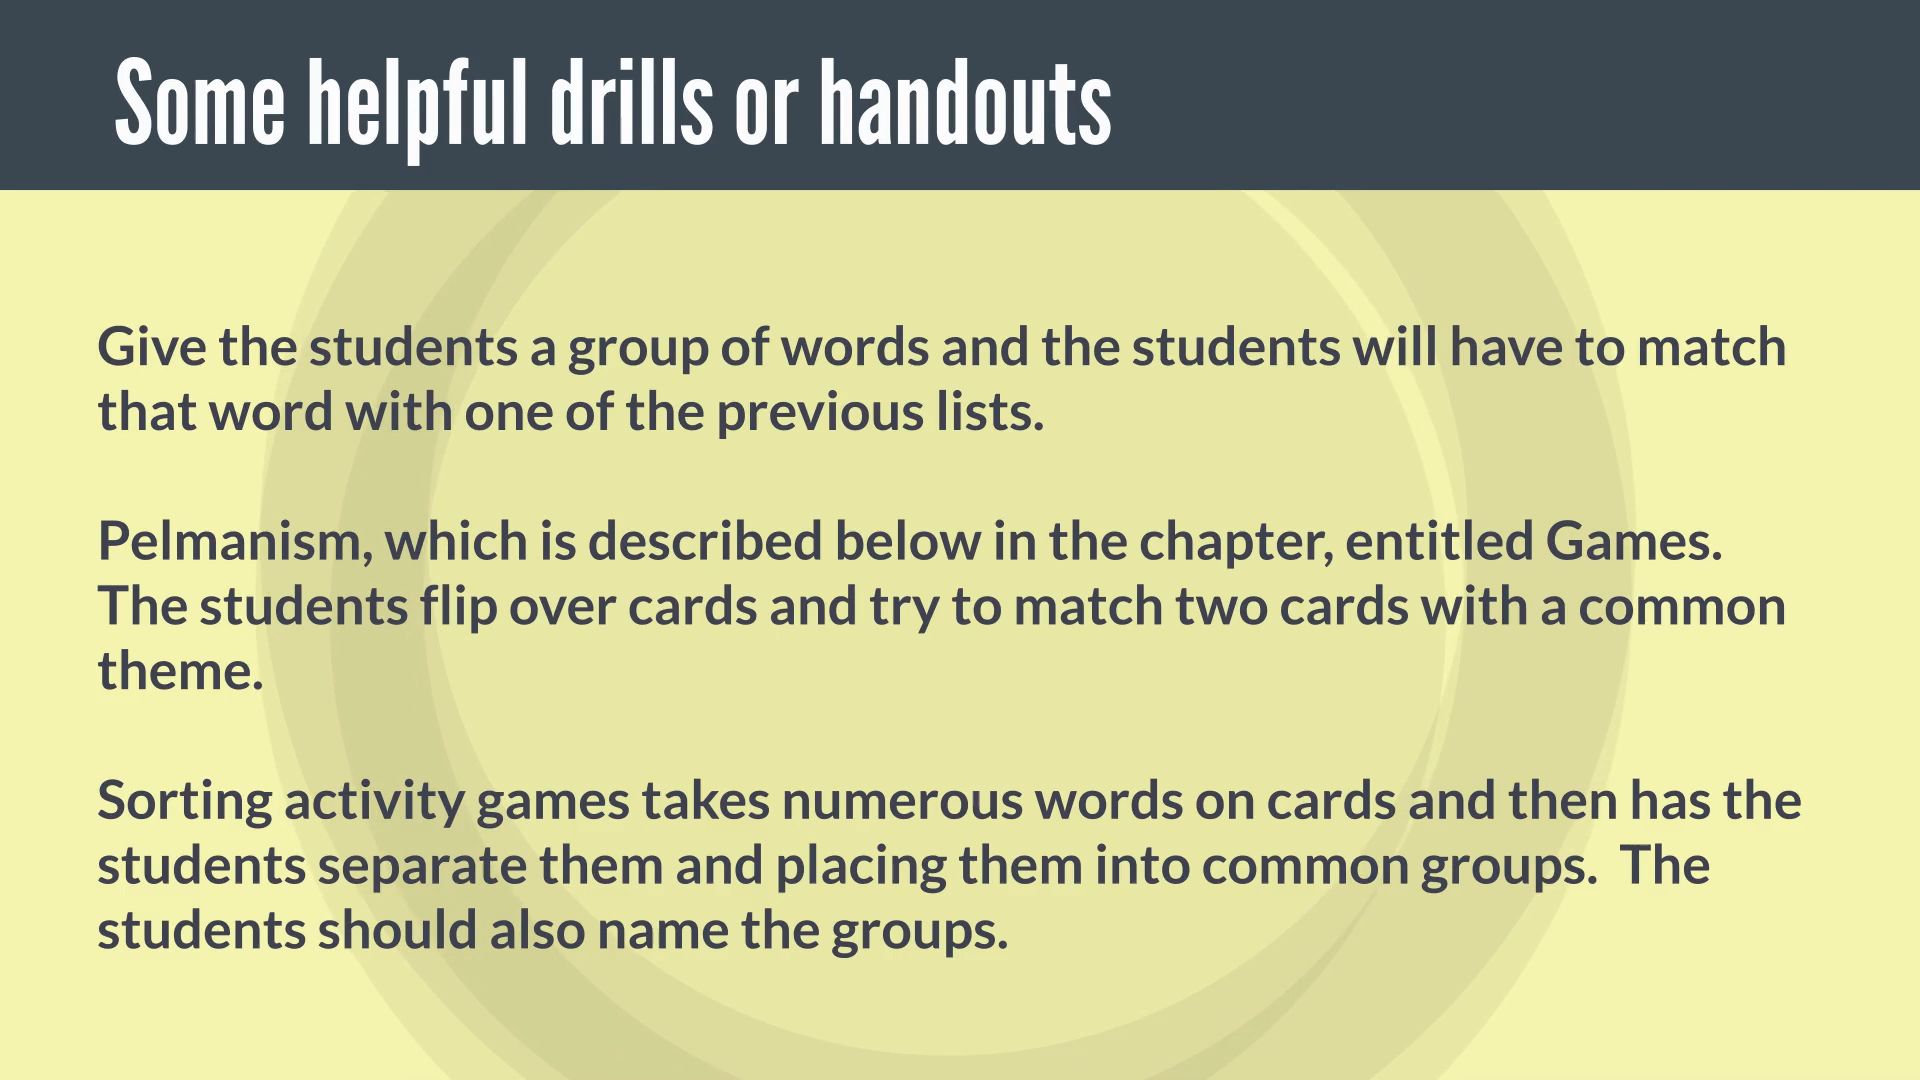 Some helpful drills or handouts
Give the students a group of words and the students will have to match
that word with one of the previous lists.
Pelmanism, which is described below in the chapter, entitled Games.
The students flip over cards and try to match two cards with a common
theme.
Sorting activity games takes numerous words on cards and then has the
students separate them and placing them into common groups.  The
students should also name the groups.